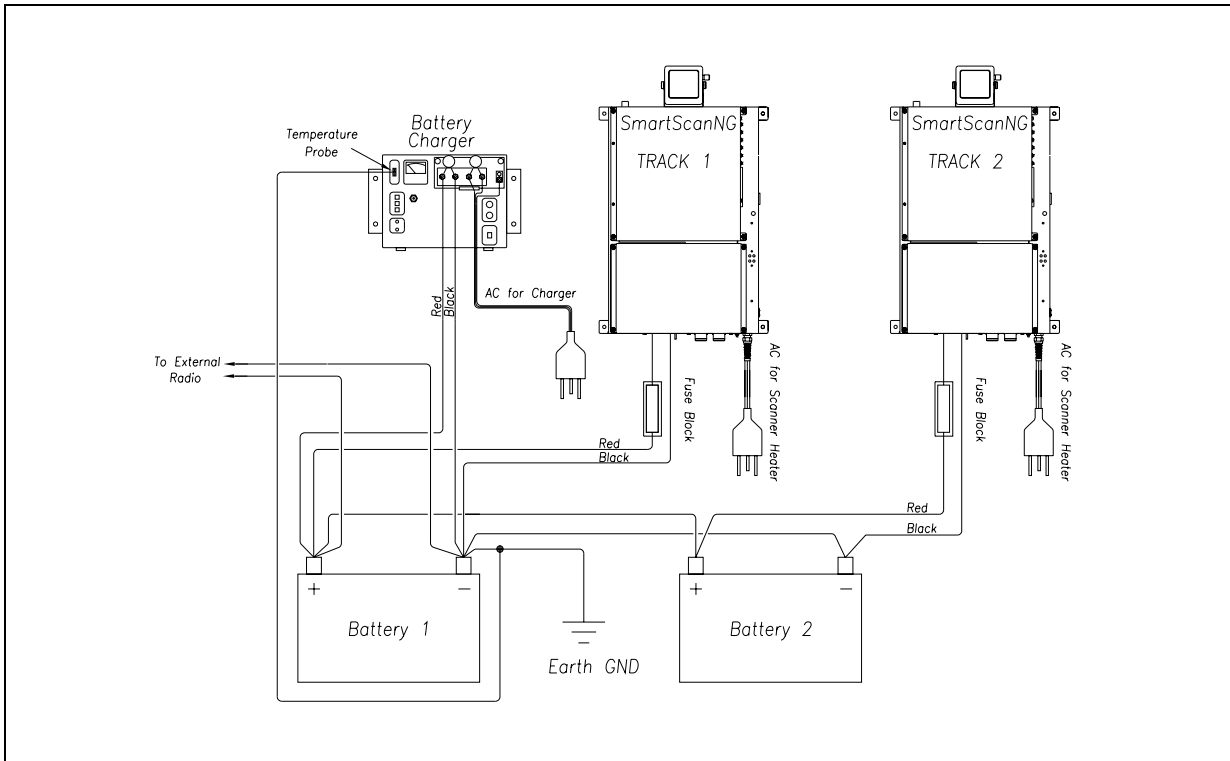 Battery
Charger
Temperature
Probe
SmartScanNG
TRACK 1
SmartScanNG
TRACK 2
Red
Black
AC for Charger
To External
Radio
Fuse Block
AC for Scanner Heater
Fuse Block
AC for Scanner Heater
Red
Black
Red
Black
+
−
Battery 1
+
−
Battery 2
Earth GND